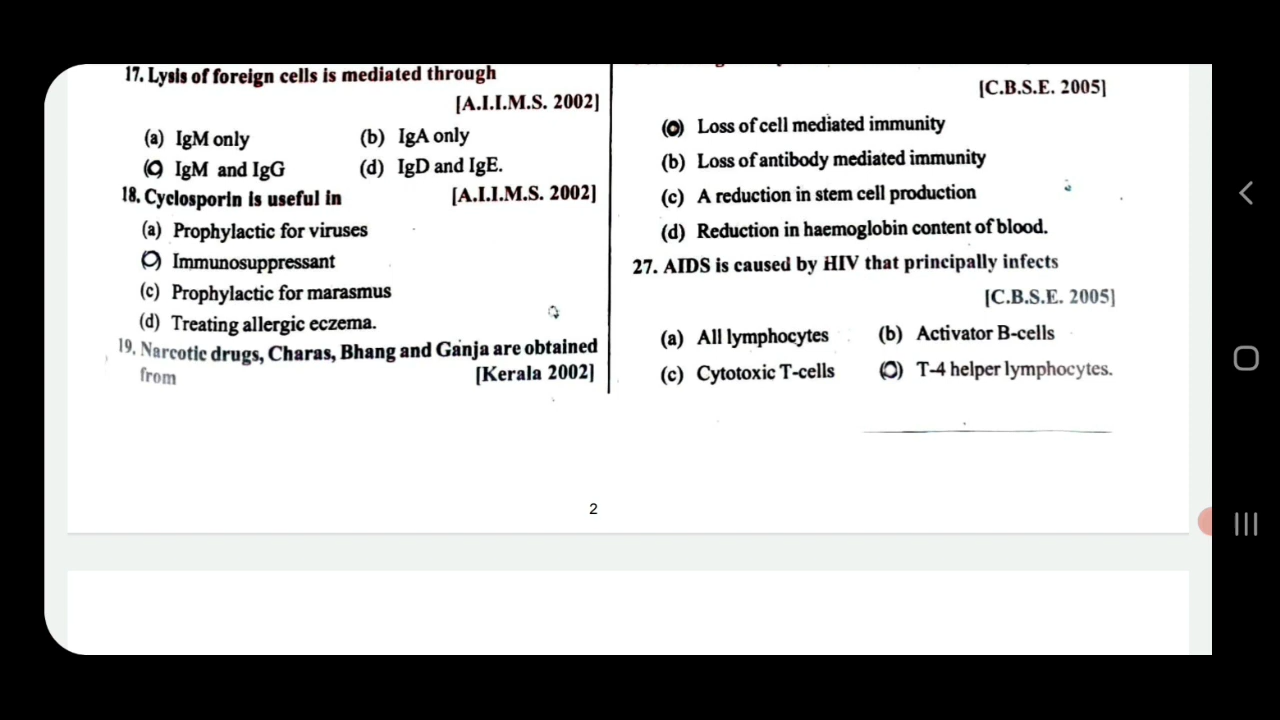 17. Lysis of foreign cells is mediated through
[A.I.I.M.S. 2002]
(a) IgM only (b) IgA only
(c) IgM and IgG (d) IgD and IgE.
18. Cyclosporin is useful in [A.I.I.M.S. 2002]
(a) Prophylactic for viruses
(b) Immunosuppressant
(c) Prophylactic for marasmus
(d) Treating allergic eczema.
19. Narcotic drugs, Charas, Bhang and Ganja are obtained
from [Kerala 2002]
[C.B.S.E. 2005]
(a) Loss of cell mediated immunity
(b) Loss of antibody mediated immunity
(c) A reduction in stem cell production
(d) Reduction in haemoglobin content of blood.
27. AIDS is caused by HIV that principally infects
[C.B.S.E. 2005]
(a) All lymphocytes (b) Activator B-cells
(c) Cytotoxic T-cells (d) T-4 helper lymphocytes.
2